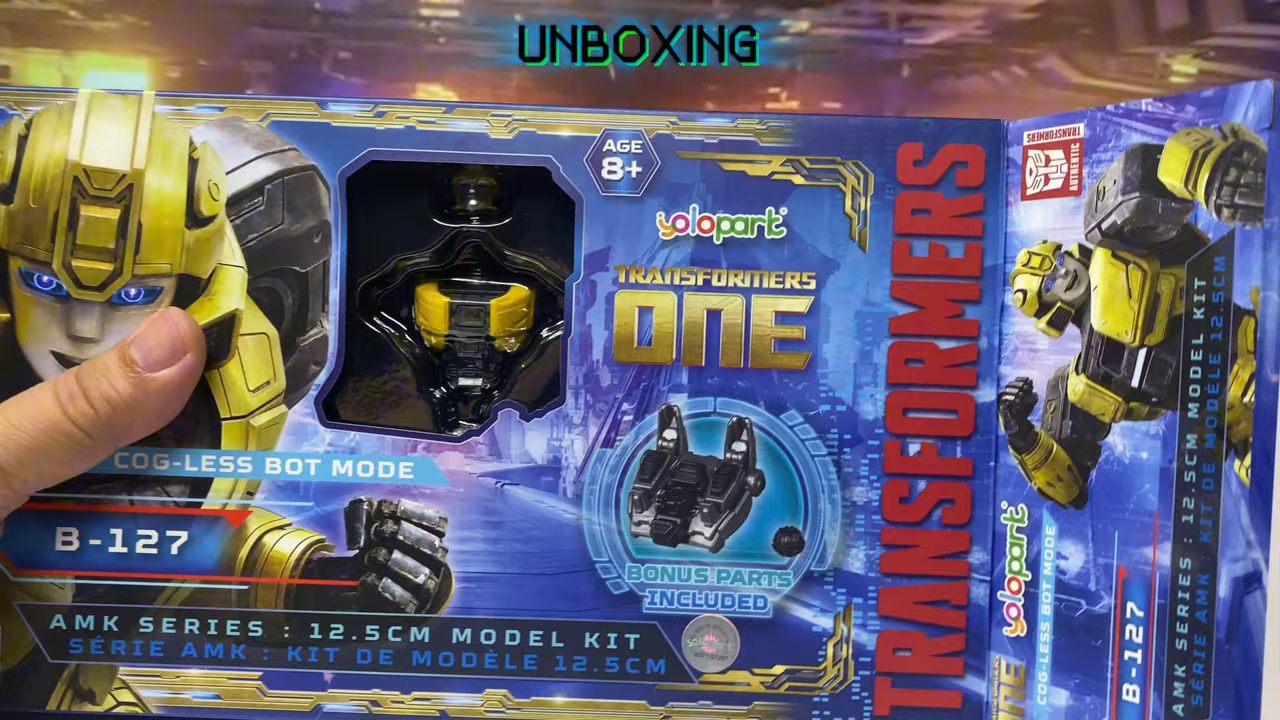 UNBOXING
AGE
8+
yolopart
TRANSFORMERS
ONE
COG-LESS BOT MODE
B-127
BONUS PARTS
INCLUDED
AMK SERIES : 12.5CM MODEL KIT
SÉRIE AMK : KIT DE MODÈLE 12.5CM
TRANSFORMERS
TRANSFORMERS
AUTHENTIC
yolopart
ONE
COG-LESS BOT MODE
B-127
AMK SERIES : 12.5CM MODEL KIT
SÉRIE AMK : KIT DE MODÈLE 12.5CM